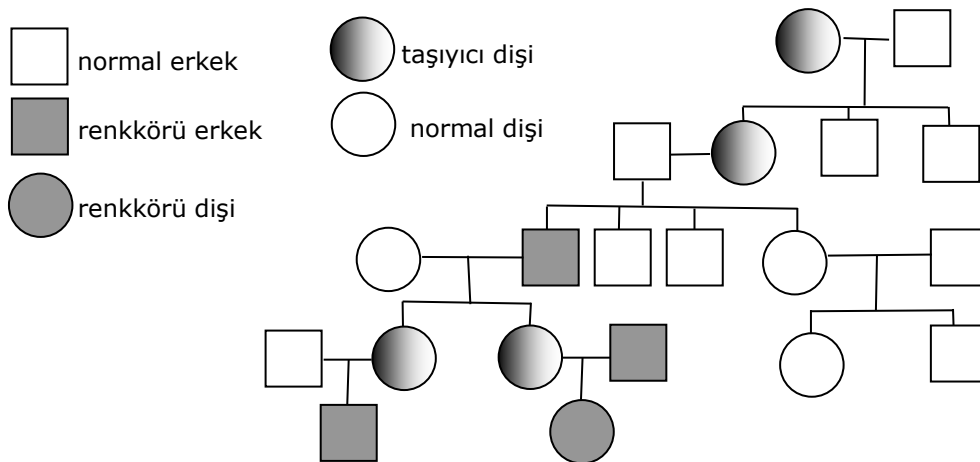 normal erkek
taşıyıcı dişi
renkkörü erkek
normal dişi
renkkörü dişi